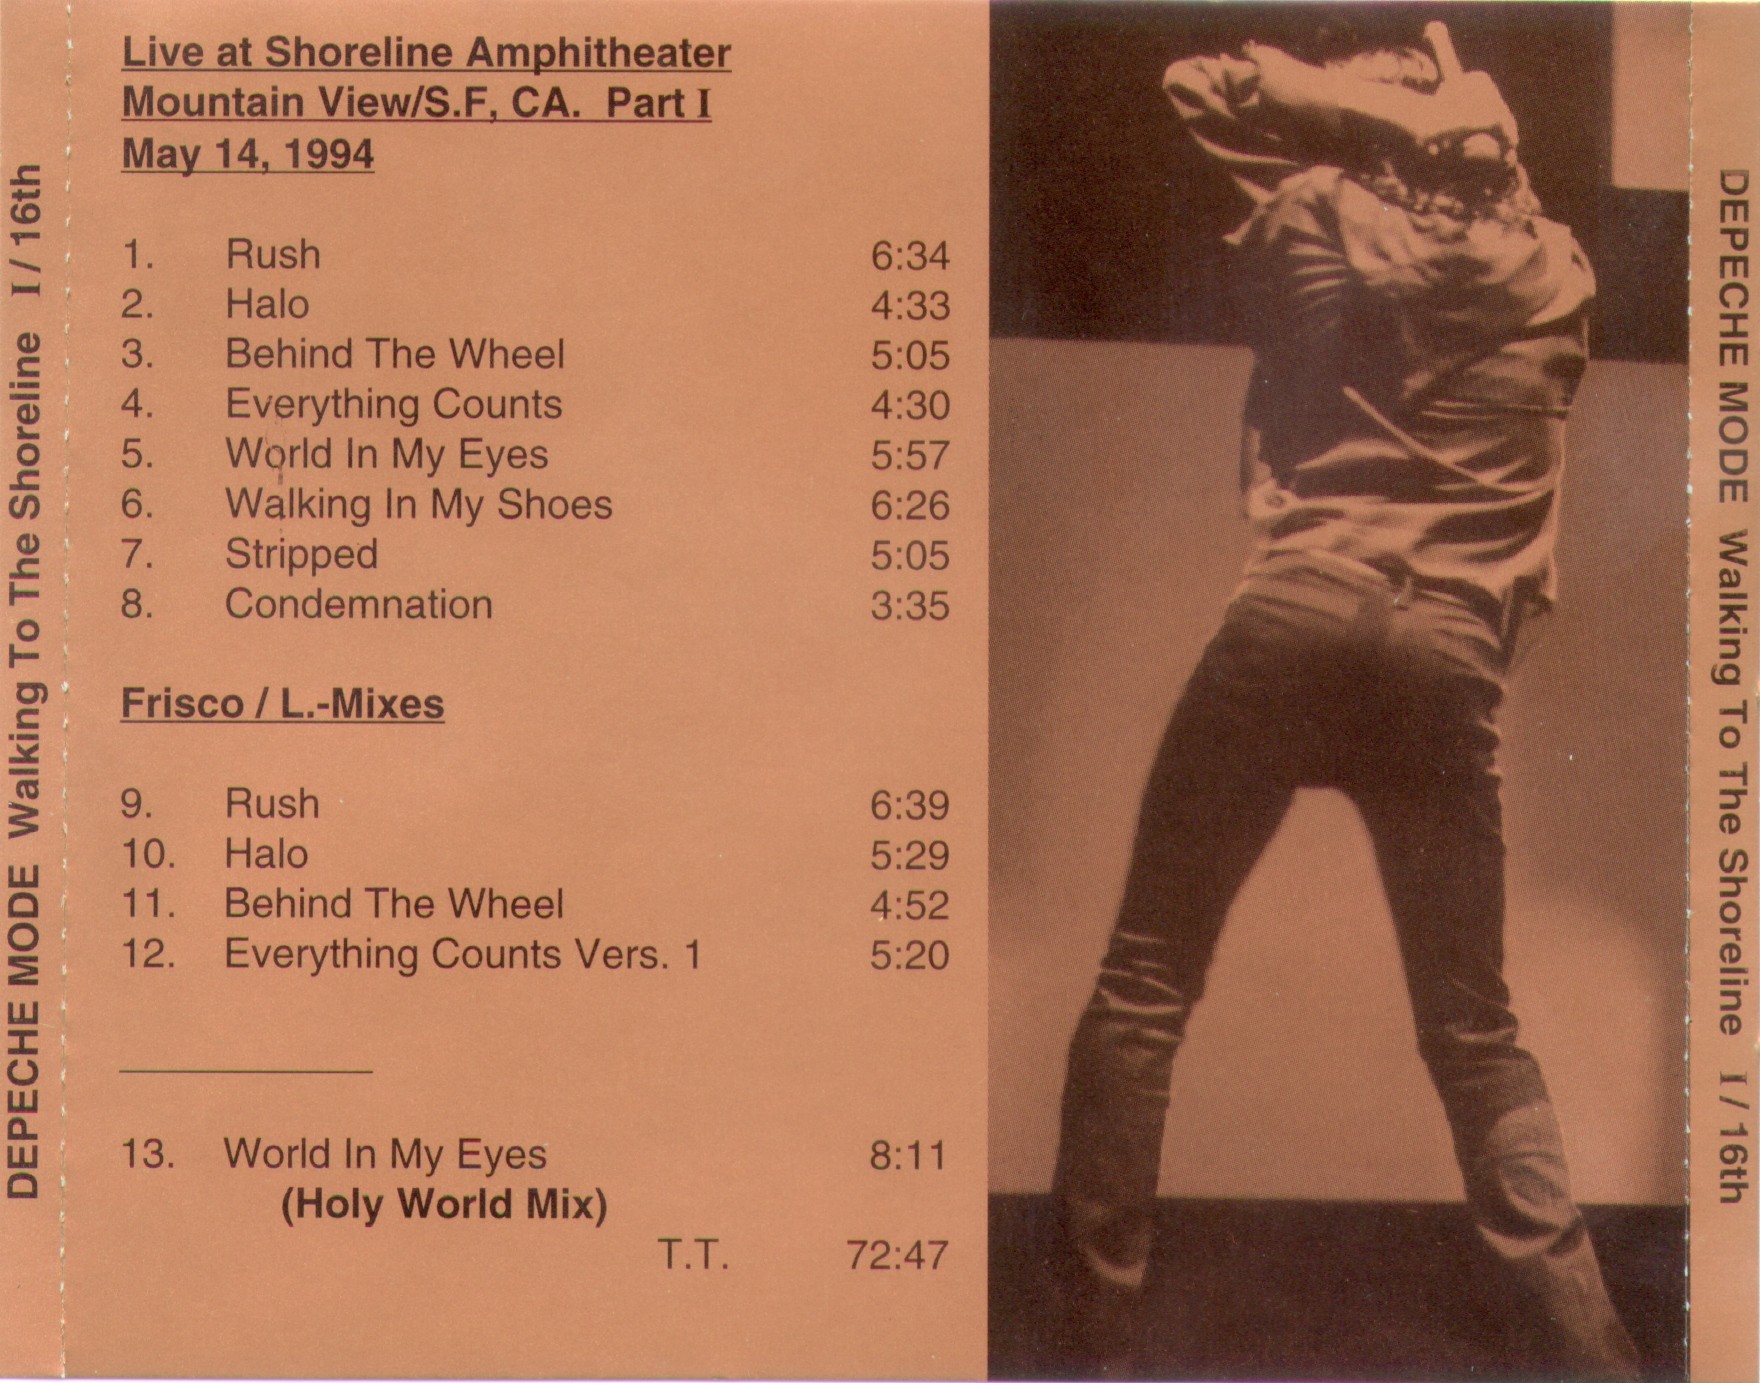 DEPECHE MODE Walking To The Shoreline I / 16th
Live at Shoreline Amphitheater
Mountain View/S.F, CA. Part I
May 14, 1994
1. Rush 6:34
2. Halo 4:33
3. Behind The Wheel 5:05
4. Everything Counts 4:30
5. World In My Eyes 5:57
6. Walking In My Shoes 6:26
7. Stripped 5:05
8. Condemnation 3:35
Frisco / L.-Mixes
9. Rush 6:39
10. Halo 5:29
11. Behind The Wheel 4:52
12. Everything Counts Vers. 1 5:20
13. World In My Eyes 8:11
(Holy World Mix)
T.T. 72:47
DEPECHE MODE Walking To The Shoreline I / 16th